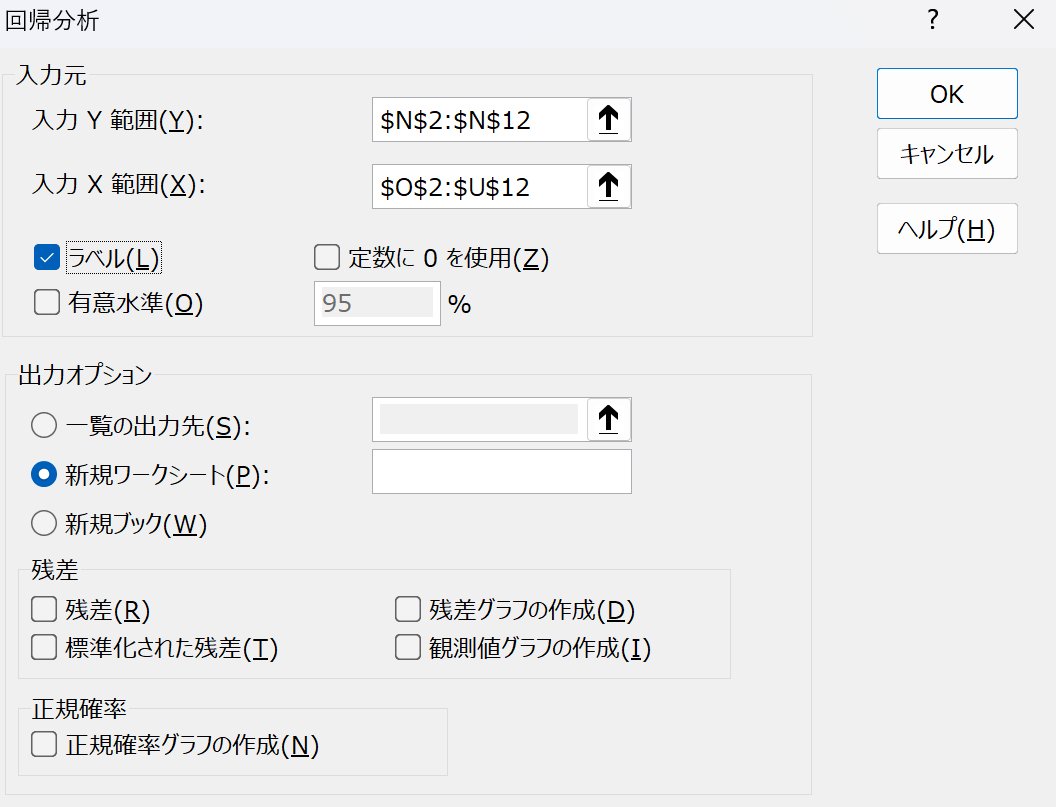 回帰分析
?
入力元
入力 Y 範囲(Y):
$N$2:$N$12
OK
キャンセル
入力 X 範囲(X):
$O$2:$U$12
ヘルプ(H)
ラベル(L)
定数に 0 を使用(Z)
有意水準(O)
95
%
出力オプション
一覧の出力先(S):
新規ワークシート(P):
新規ブック(W)
残差
残差(R)
残差グラフの作成(D)
標準化された残差(T)
観測値グラフの作成(I)
正規確率
正規確率グラフの作成(N)